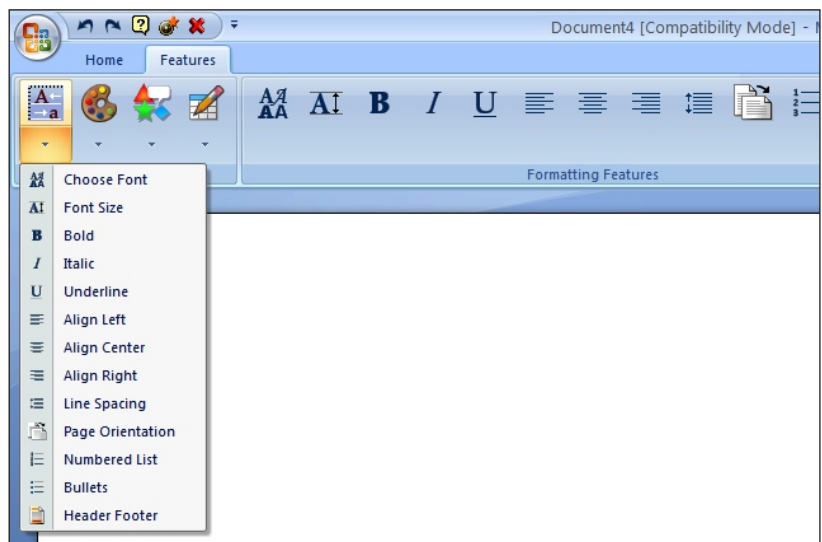 Document4 [Compatibility Mode] -
Home Features
Formatting Features
Choose Font
Font Size
Bold
Italic
Underline
Align Left
Align Center
Align Right
Line Spacing
Page Orientation
Numbered List
Bullets
Header Footer